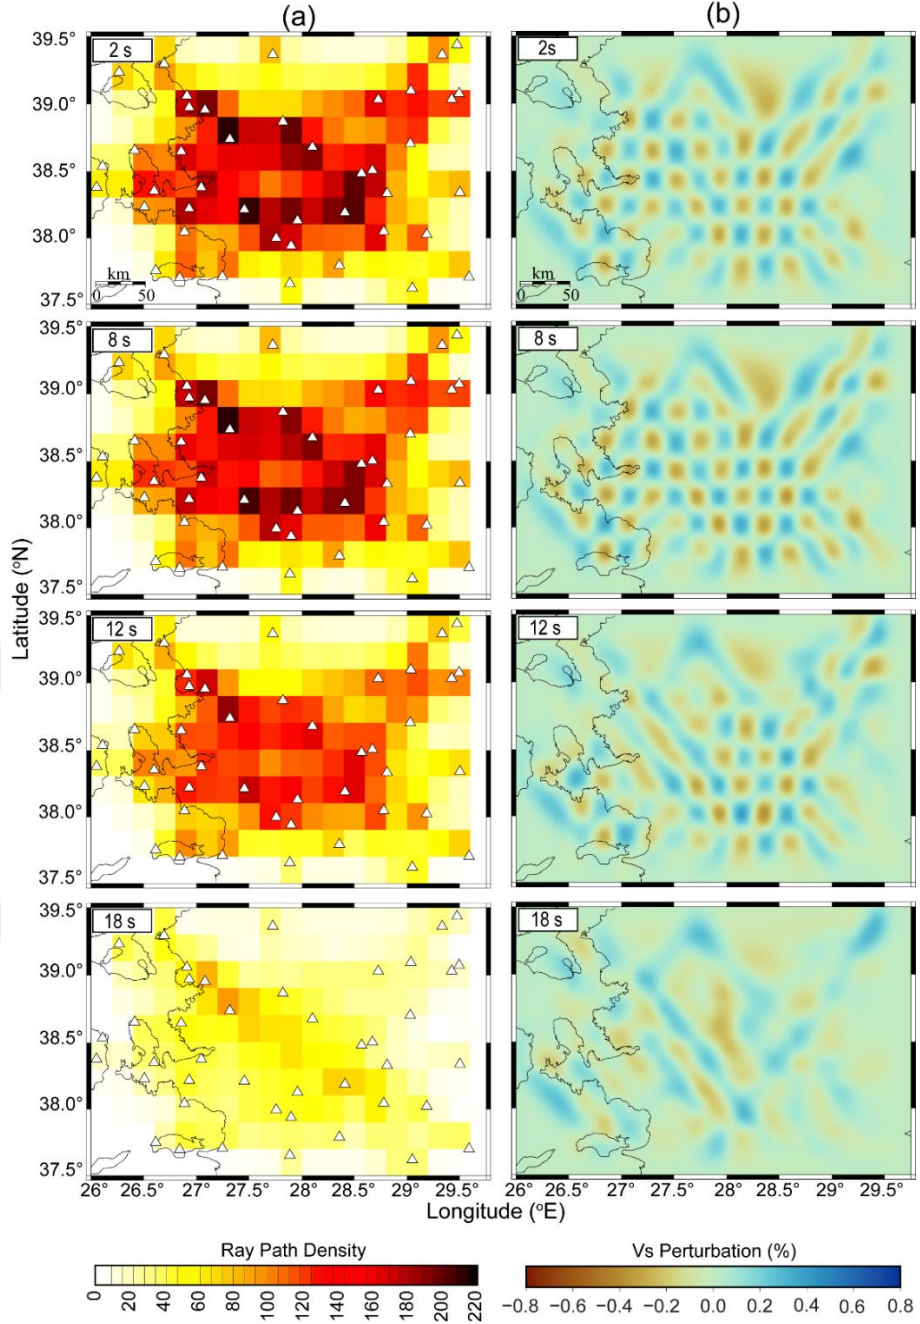 (a) (b)
39.5°
39.0°
38.5°
38.0°
37.5°
2 s
km
0 50
2s
km
0 50
39.5°
39.0°
38.5°
38.0°
37.5°
8 s
8 s
Latitude (°N)
39.5°
39.0°
38.5°
38.0°
37.5°
12 s
12 s
39.5°
39.0°
38.5°
38.0°
37.5°
18 s
18 s
26° 26.5° 27° 27.5° 28° 28.5° 29° 29.5° 26° 26.5° 27° 27.5° 28° 28.5° 29° 29.5°
Longitude (°E)
Ray Path Density
0 20 40 60 80 100 120 140 160 180 200 220
Vs Perturbation (%)
−0.8 −0.6 −0.4 −0.2 0.0 0.2 0.4 0.6 0.8